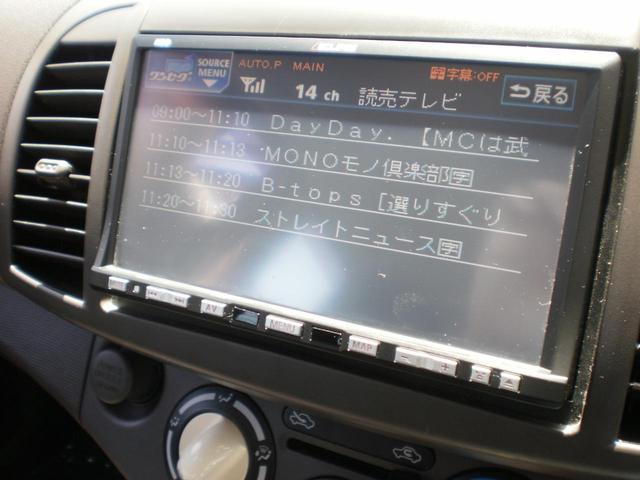 ワンセグ SOURCE MENU AUTO.P MAIN 字幕:OFF
14 ch 読売テレビ 戻る
09:00~11:10 DayDay. 【MCは武
11:10~11:13 MONOモノ倶楽部字
11:13~11:20 B-tops [選りすぐり
11:20~11:30 ストレイトニュース字
AV MENU MAP - +